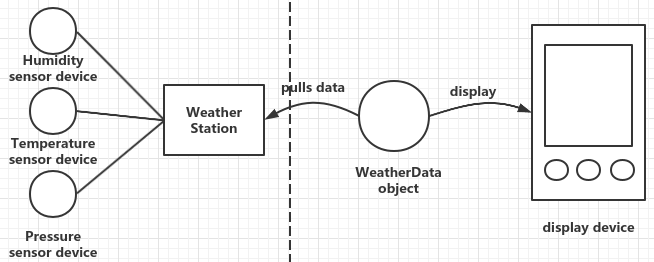 Humidity
sensor device
Temperature
sensor device
Pressure
sensor device
Weather
Station
pulls data
WeatherData
object
display
display device